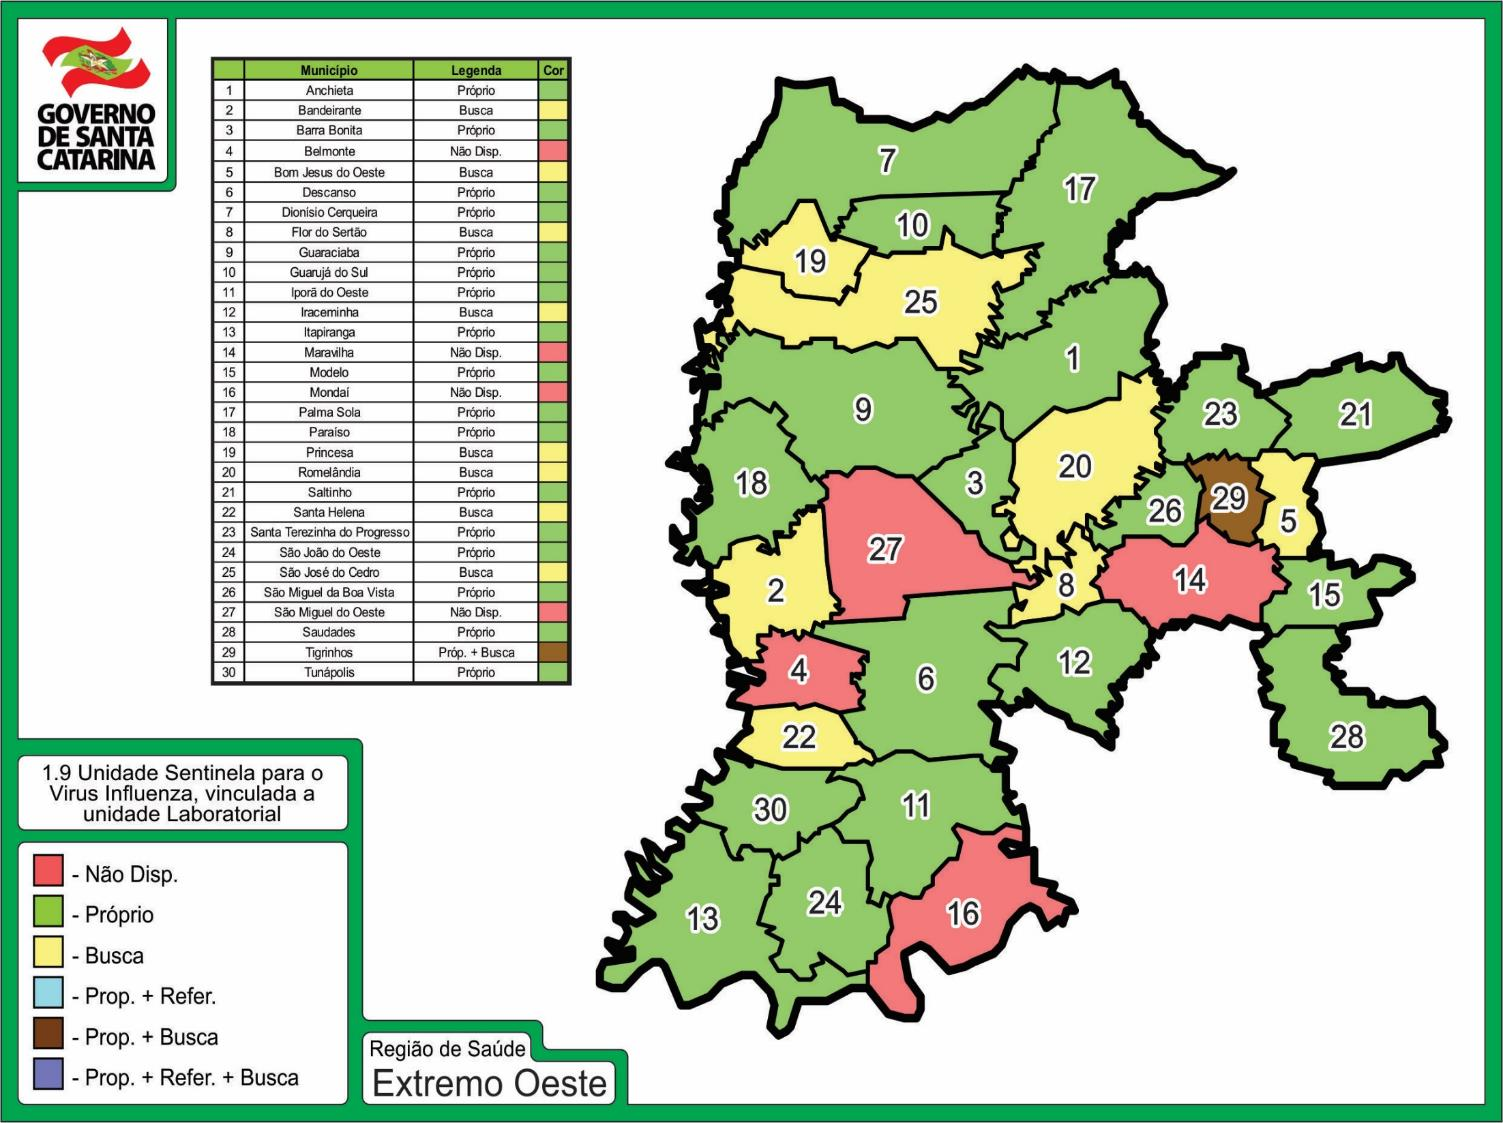 GOVERNO
DE SANTA
CATARINA
Município Legenda Cor
1 Anchieta Próprio
2 Bandeirante Busca
3 Barra Bonita Próprio
4 Belmonte Não Disp.
5 Bom Jesus do Oeste Busca
6 Descanso Próprio
7 Dionísio Cerqueira Próprio
8 Flor do Sertão Busca
9 Guaraciaba Próprio
10 Guarujá do Sul Próprio
11 Iporã do Oeste Próprio
12 Iraceminha Busca
13 Itapiranga Próprio
14 Maravilha Não Disp.
15 Modelo Próprio
16 Mondaí Não Disp.
17 Palma Sola Próprio
18 Paraíso Próprio
19 Princesa Busca
20 Romelândia Busca
21 Saltinho Próprio
22 Santa Helena Busca
23 Santa Terezinha do Progresso Próprio
24 São João do Oeste Próprio
25 São José do Cedro Busca
26 São Miguel da Boa Vista Próprio
27 São Miguel do Oeste Não Disp.
28 Saudades Próprio
29 Tigrinhos Próp. + Busca
30 Tunápolis Próprio
7
17
10
19
25
1
9
23
21
20
18
3
26
29
5
27
2
8
14
15
4
6
12
22
28
30
11
13
24
16
1.9 Unidade Sentinela para o
Virus Influenza, vinculada a
unidade Laboratorial
- Não Disp.
- Próprio
- Busca
- Prop. + Refer.
- Prop. + Busca
- Prop. + Refer. + Busca
Região de Saúde
Extremo Oeste